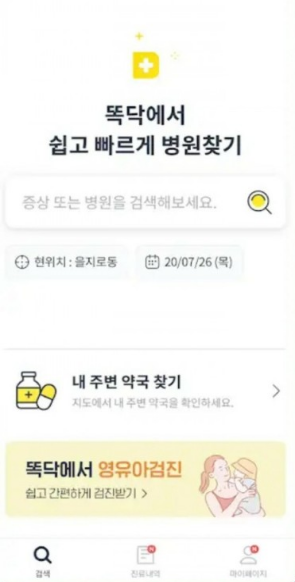 똑닥에서
쉽고 빠르게 병원찾기
증상 또는 병원을 검색해보세요.
현위치 : 을지로동
20/07/26 (목)
내 주변 약국 찾기
지도에서 내 주변 약국을 확인하세요.
똑닥에서 영유아검진
쉽고 간편하게 검진받기 >
검색
진료내역
마이페이지